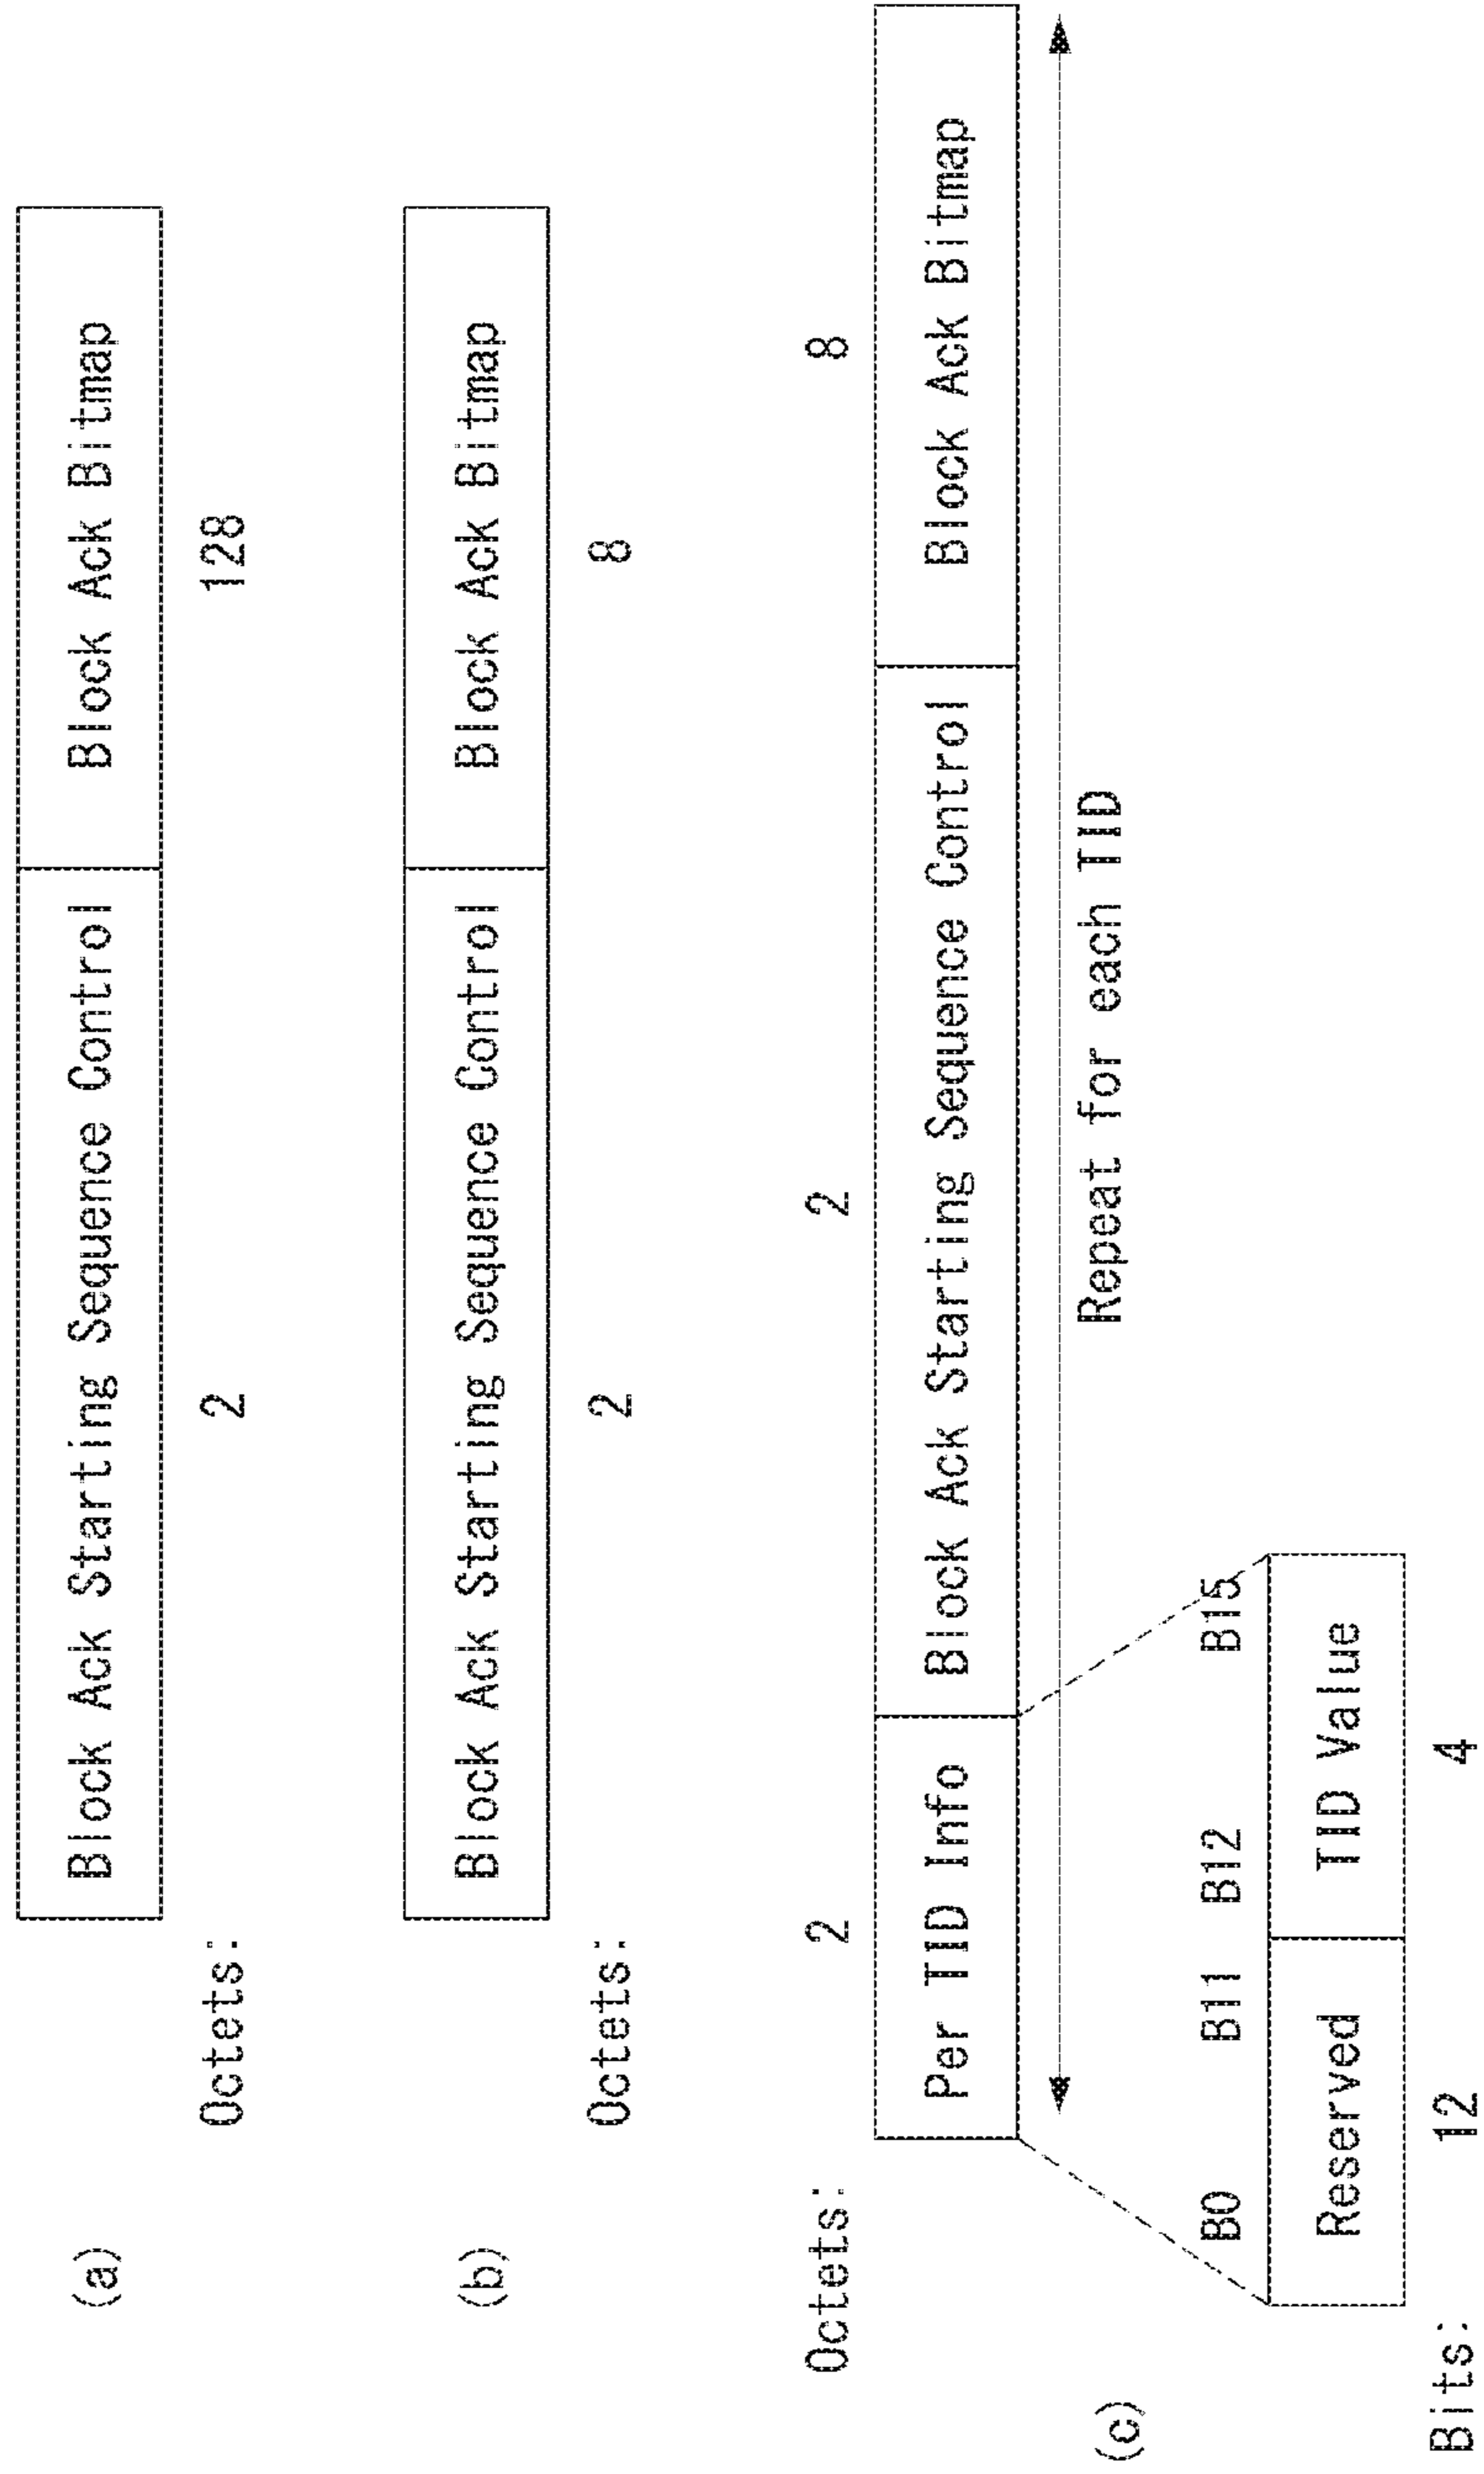 (a)
Block Ack Starting Sequence Control Block Ack Bitmap
Octets: 2 128
(b)
Block Ack Starting Sequence Control Block Ack Bitmap
Octets: 2 8
(c)
Octets: 2 2 8
Per TID Info Block Ack Starting Sequence Control Block Ack Bitmap
Repeat for each TID
B0 B11 B12 B15
Reserved TID Value
Bits: 12 4